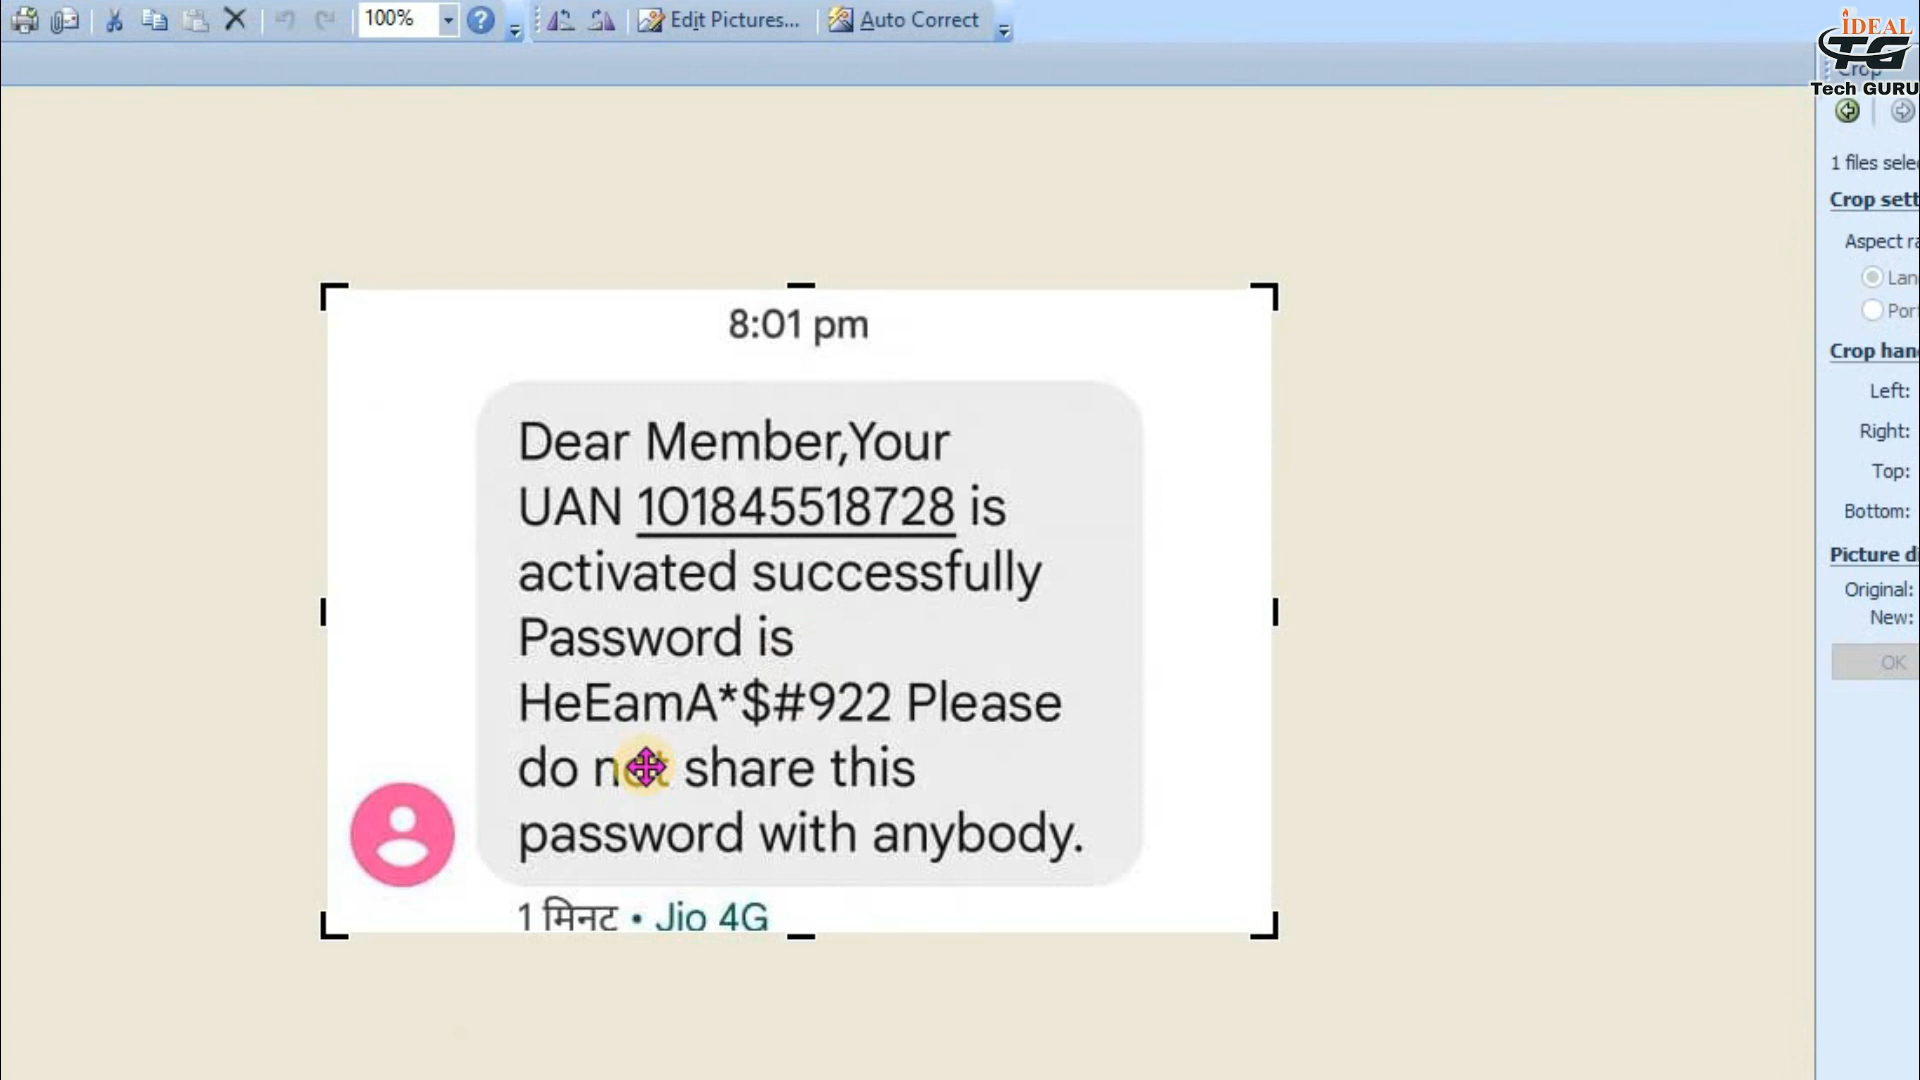 100%
Edit Pictures...
Auto Correct
IDEAL
TG
Tech GURU
Crop
1 files sele
Crop sett
Aspect ra
Lan
Por
Crop han
Left:
Right:
Top:
Bottom:
Picture di
Original:
New:
OK
8:01 pm
Dear Member,Your
UAN 101845518728 is
activated successfully
Password is
HeEamA*$#922 Please
do not share this
password with anybody.
1 मिनट • Jio 4G